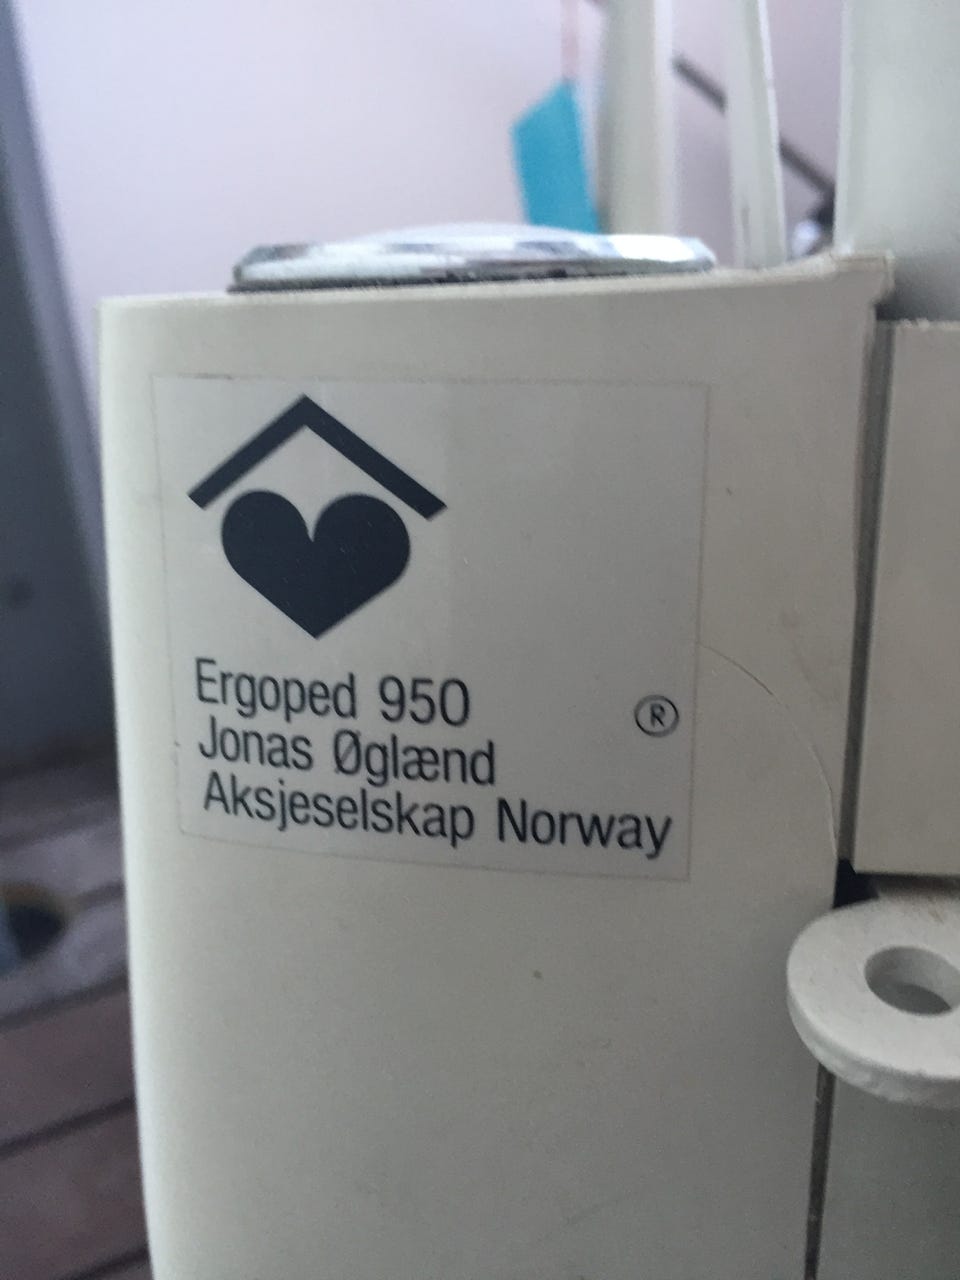 Ergoped 950
Jonas Øglænd
Aksjeselskap Norway
®